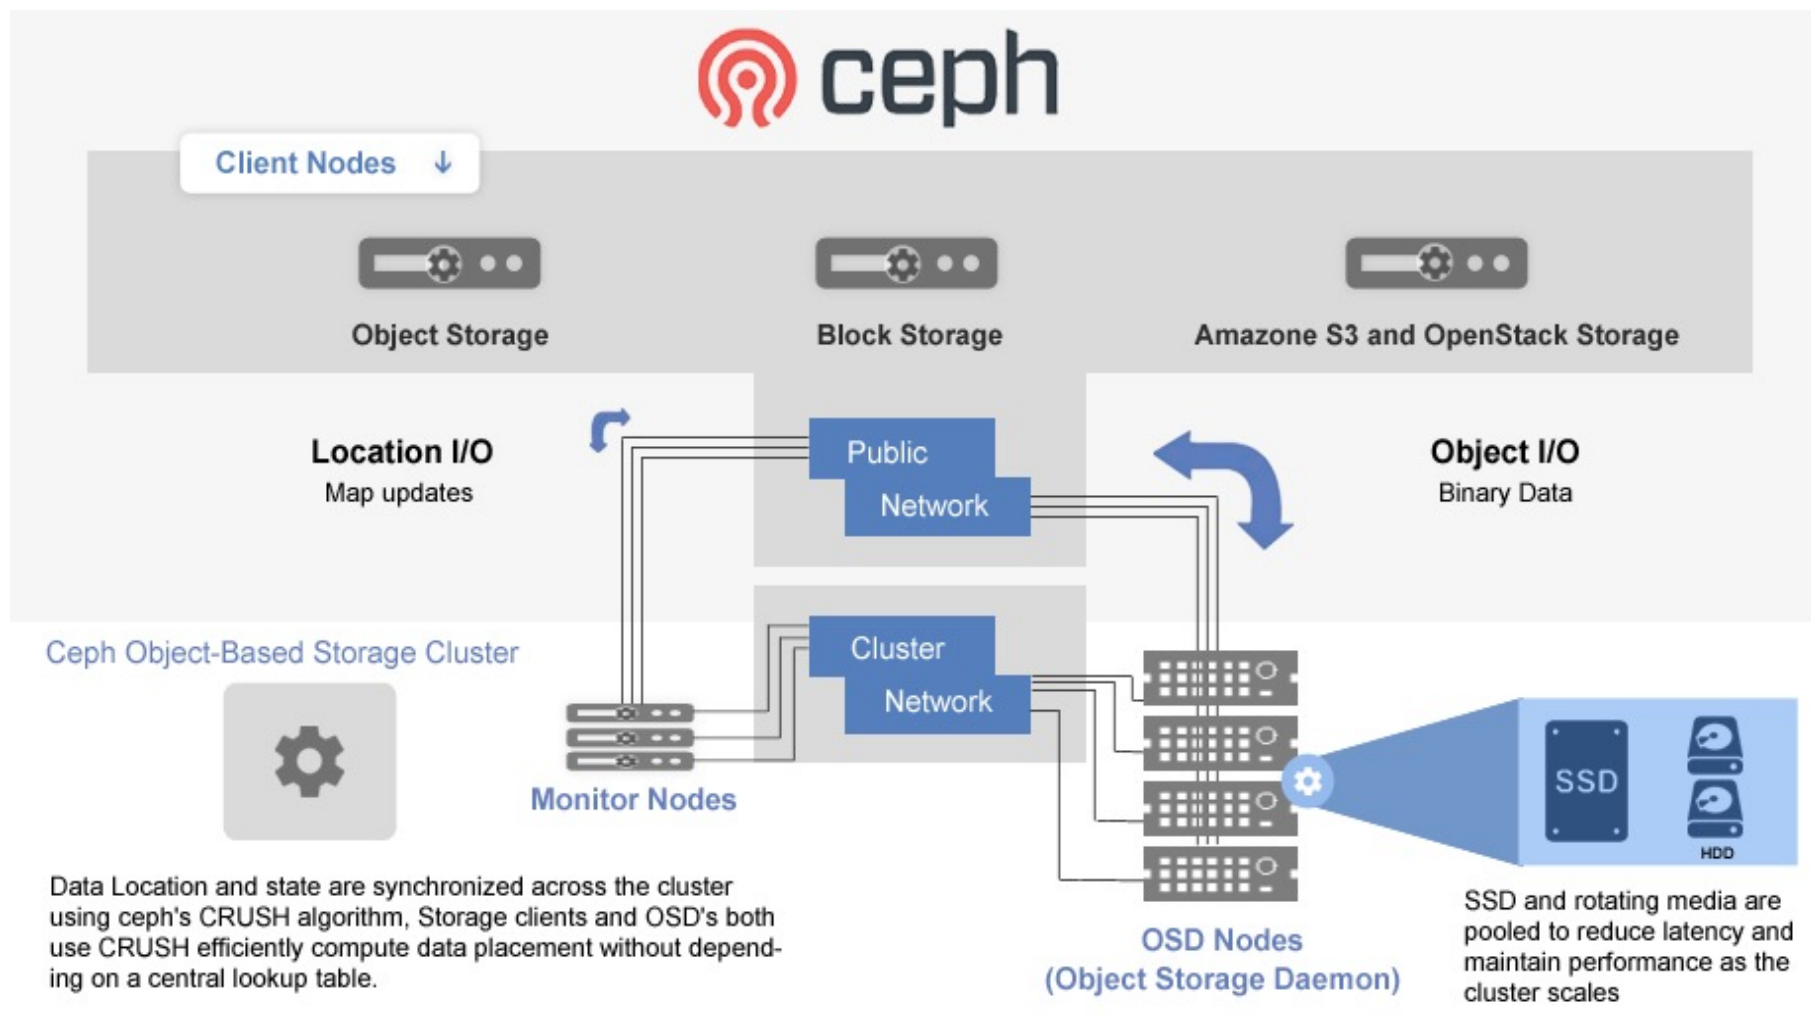 ceph
Client Nodes ↓
Object Storage
Block Storage
Amazone S3 and OpenStack Storage
Location I/O
Map updates
Public
Network
Object I/O
Binary Data
Ceph Object-Based Storage Cluster
Cluster
Network
Monitor Nodes
SSD
HDD
Data Location and state are synchronized across the cluster
using ceph's CRUSH algorithm, Storage clients and OSD's both
use CRUSH efficiently compute data placement without depend-
ing on a central lookup table.
OSD Nodes
(Object Storage Daemon)
SSD and rotating media are
pooled to reduce latency and
maintain performance as the
cluster scales